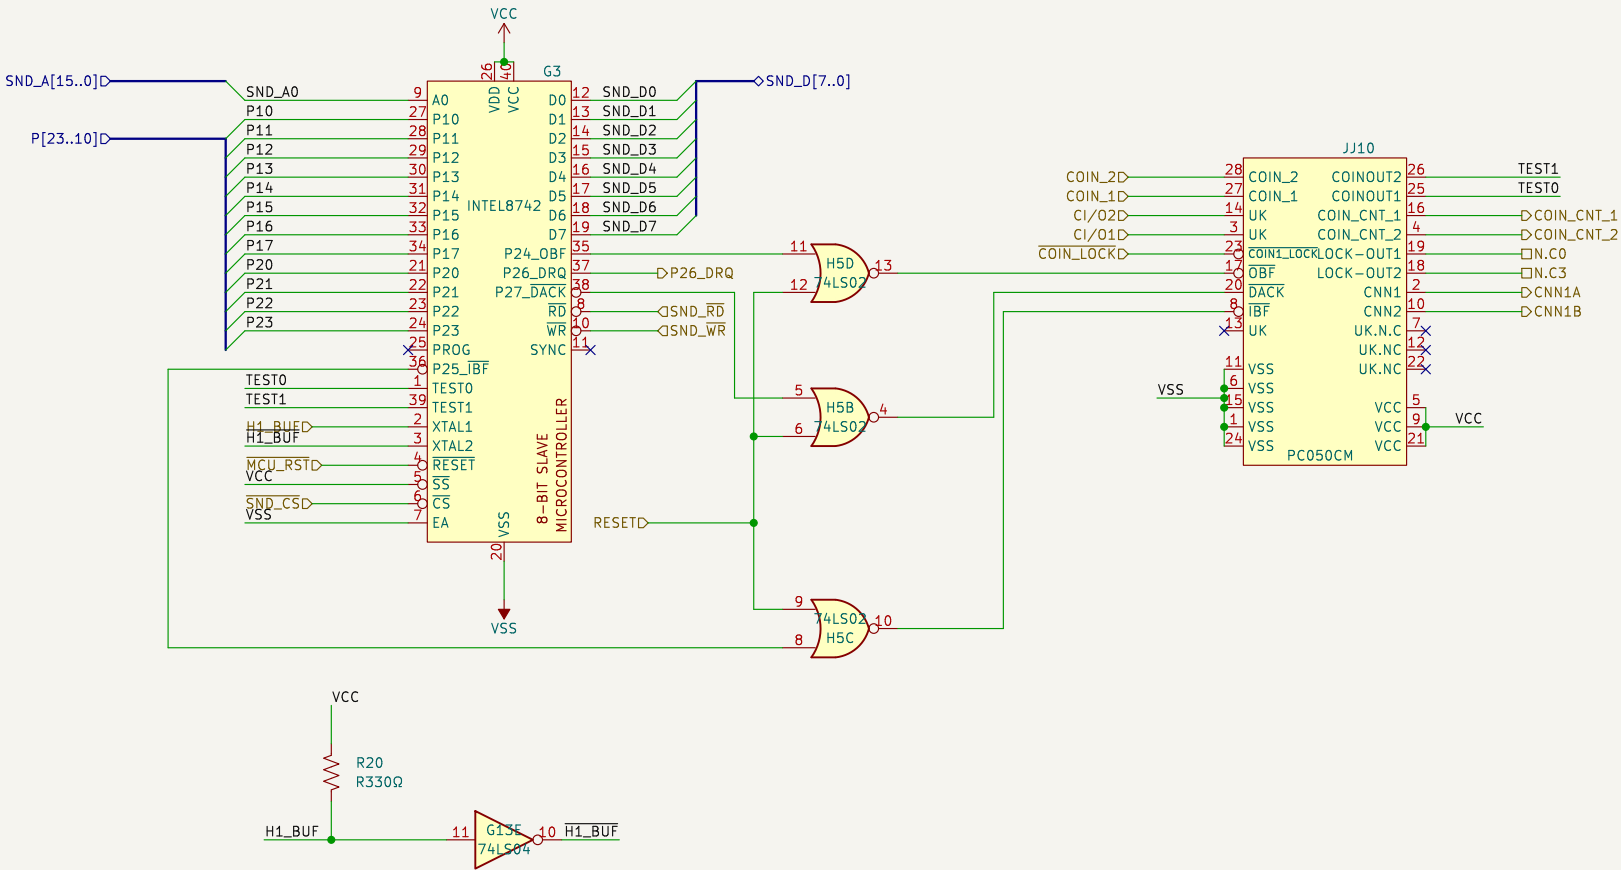 VCC
SND_A[15..0]
P[23..10]
SND_D[7..0]
G3
26
40
VDD
VCC
SND_A0 9 A0
P10 27 P10
P11 28 P11
P12 29 P12
P13 30 P13
P14 31 P14
P15 32 P15
P16 33 P16
P17 34 P17
P20 21 P20
P21 22 P21
P22 23 P22
P23 24 P23
25 PROG
36 P25_IBF
TEST0 1 TEST0
TEST1 39 TEST1
H1_BUF 2 XTAL1
H1_BUF 3 XTAL2
MCU_RST 4 RESET
VCC 5 SS
SND_CS 6 CS
VSS 7 EA
INTEL8742
8-BIT SLAVE
MICROCONTROLLER
D0 12 SND_D0
D1 13 SND_D1
D2 14 SND_D2
D3 15 SND_D3
D4 16 SND_D4
D5 17 SND_D5
D6 18 SND_D6
D7 19 SND_D7
P24_OBF 35
P26_DRQ 37 P26_DRQ
P27_DACK 38
RD 8 SND_RD
WR 10 SND_WR
SYNC 11
VSS
20
VSS
RESET
11
12
H5D
74LS02
13
5
6
H5B
74LS02
4
9
8
74LS02
H5C
10
JJ10
COIN_2 28 COIN_2
COIN_1 27 COIN_1
CI/O2 14 UK
CI/O1 3 UK
COIN_LOCK 23 COIN1_LOCK
17 OBF
20 DACK
8 IBF
13 UK
11 VSS
6 VSS
VSS
15 VSS
1 VSS
24 VSS
COINOUT2 26 TEST1
COINOUT1 25 TEST0
COIN_CNT_1 16 COIN_CNT_1
COIN_CNT_2 4 COIN_CNT_2
LOCK-OUT1 19 N.C0
LOCK-OUT2 18 N.C3
CNN1 2 CNN1A
CNN2 10 CNN1B
UK.N.C 7
UK.NC 12
UK.NC 22
VCC 5
VCC 9 VCC
VCC 21
PC050CM
VCC
R20
R330Ω
H1_BUF
11
G13E
74LS04
10
H1_BUF